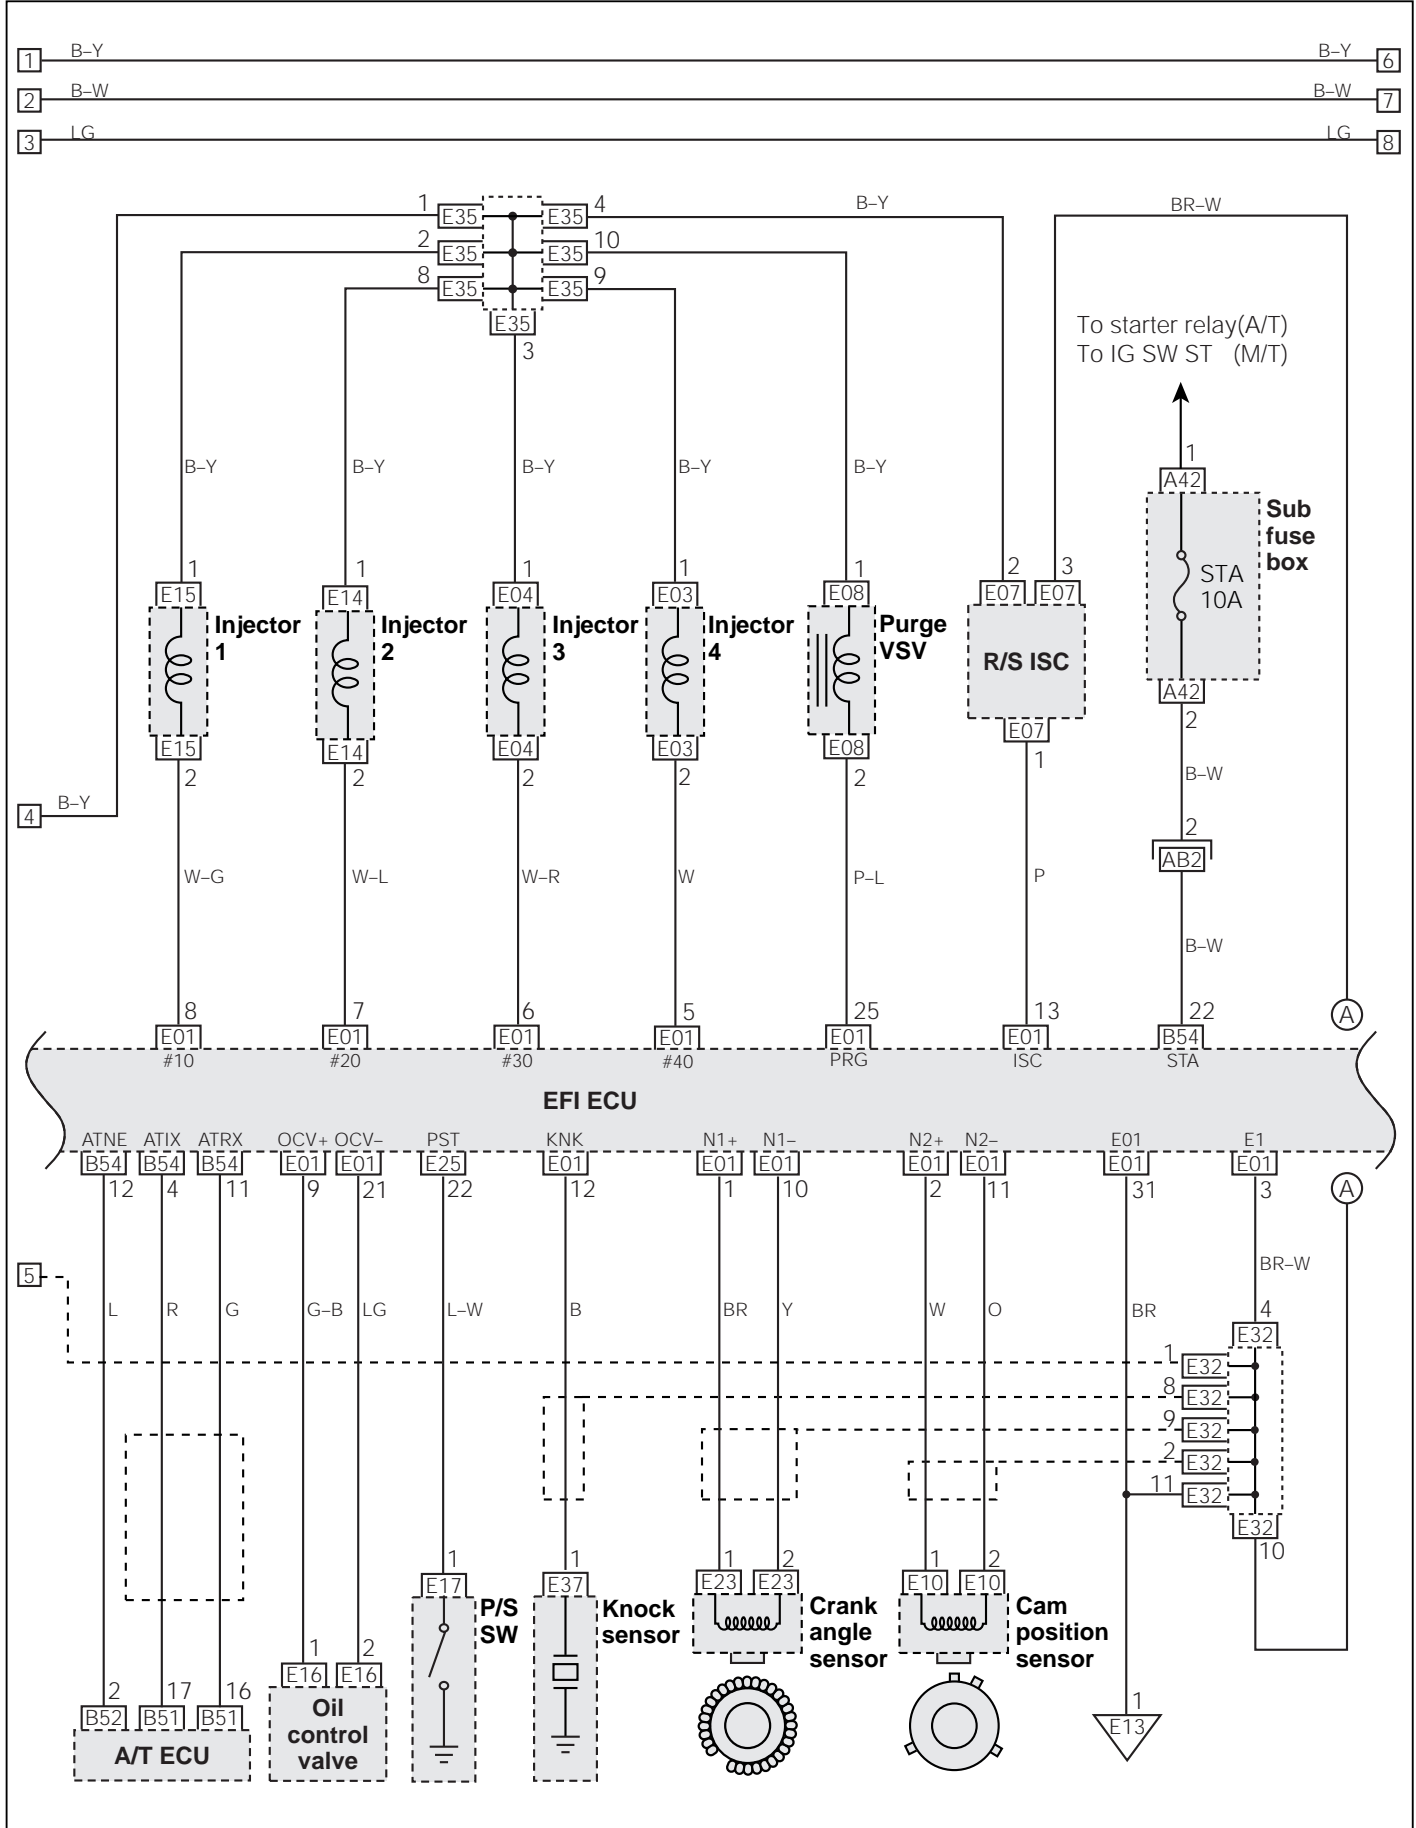 1 B–Y B–Y 6
2 B–W B–W 7
3 LG LG 8
1 E35 E35 4 B–Y BR–W
2 E35 E35 10
8 E35 E35 9
E35
3
To starter relay(A/T)
To IG SW ST (M/T)
1
A42
B–Y B–Y B–Y B–Y B–Y
Sub
fuse
box
STA
10A
1 1 1 1 1 2 3
E15 E14 E04 E03 E08 E07 E07
Injector
1
Injector
2
Injector
3
Injector
4
Purge
VSV
R/S ISC
A42
2
E15 E14 E04 E03 E08 E07
2 2 2 2 2 1
B–W
4 B–Y
2
AB2
W–G W–L W–R W P–L P
B–W
8 7 6 5 25 13 22 A
E01 E01 E01 E01 E01 E01 B54
#10 #20 #30 #40 PRG ISC STA
EFI ECU
ATNE ATIX ATRX OCV+ OCV– PST KNK N1+ N1– N2+ N2– E01 E1
B54 B54 B54 E01 E01 E25 E01 E01 E01 E01 E01 E01 E01
12 4 11 9 21 22 12 1 10 2 11 31 3 A
5
BR–W
L R G G–B LG L–W B BR Y W O BR 4
E32
1 E32
8 E32
9 E32
2 E32
11 E32
E32
10
1 1 1 2 1 2
E17 E37 E23 E23 E10 E10
P/S
SW
Knock
sensor
Crank
angle
sensor
Cam
position
sensor
1 2
E16 E16
Oil
control
valve
2 17 16
B52 B51 B51
A/T ECU
1
E13